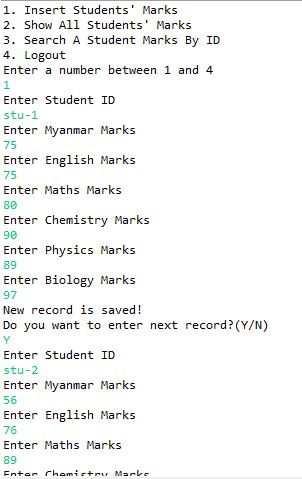 1. Insert Students' Marks
2. Show All Students' Marks
3. Search A Student Marks By ID
4. Logout
Enter a number between 1 and 4
1
Enter Student ID
stu-1
Enter Myanmar Marks
75
Enter English Marks
75
Enter Maths Marks
80
Enter Chemistry Marks
90
Enter Physics Marks
89
Enter Biology Marks
97
New record is saved!
Do you want to enter next record?(Y/N)
Y
Enter Student ID
stu-2
Enter Myanmar Marks
56
Enter English Marks
76
Enter Maths Marks
89
Enter Chemistry Marks